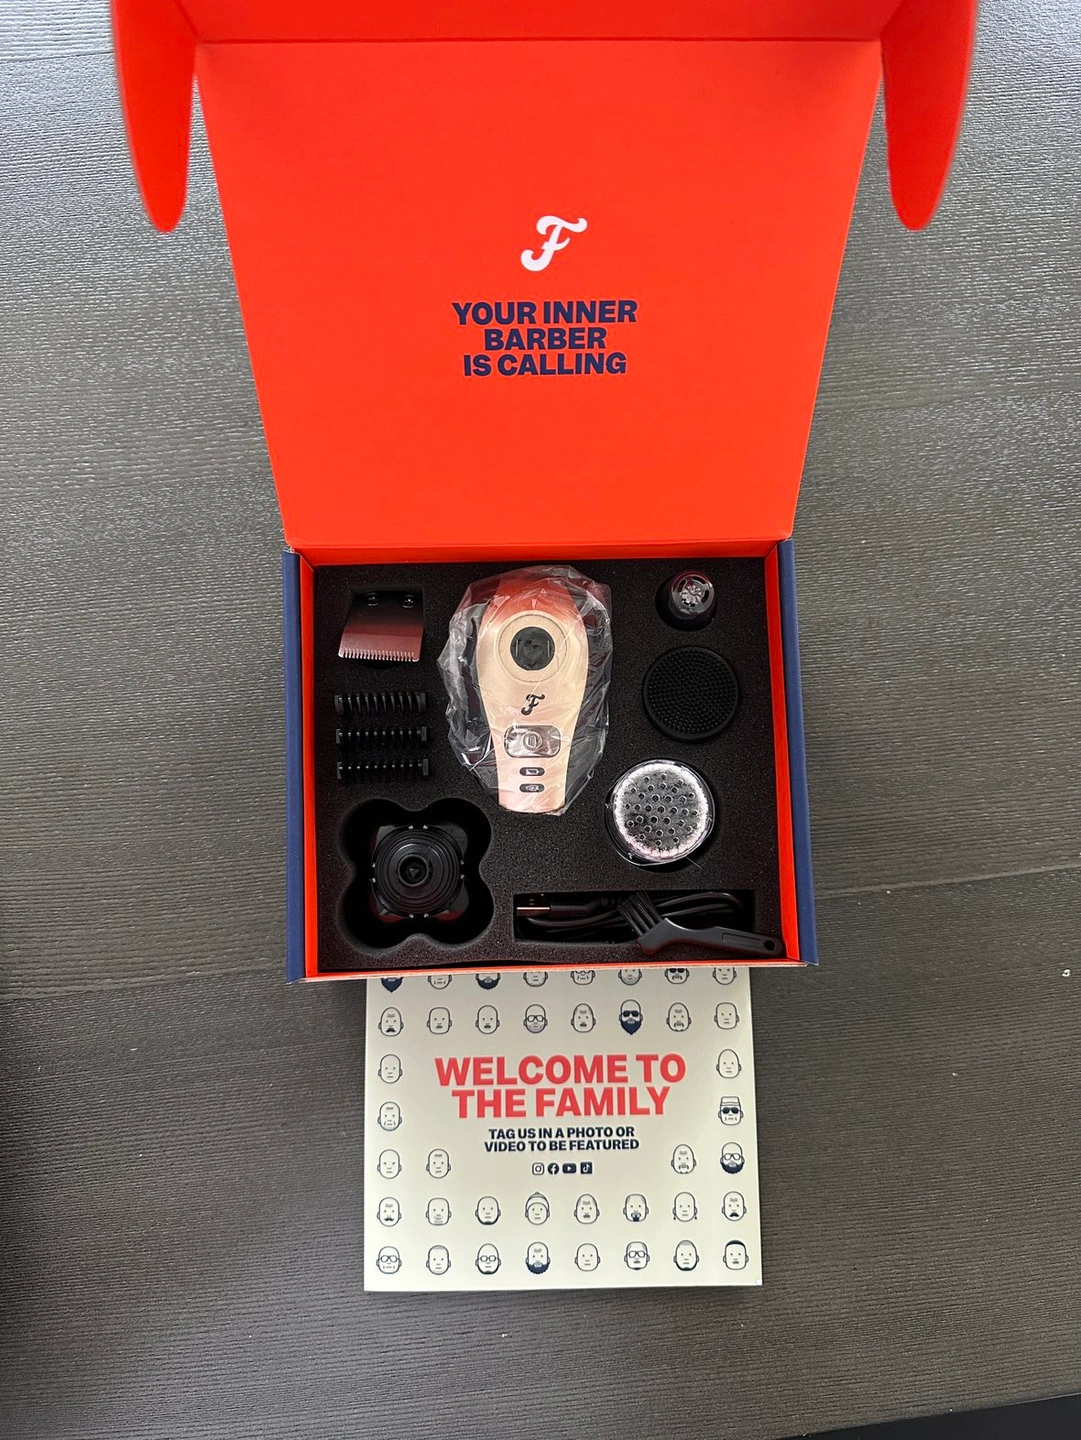 F
YOUR INNER
BARBER
IS CALLING
F
WELCOME TO
THE FAMILY
TAG US IN A PHOTO OR
VIDEO TO BE FEATURED